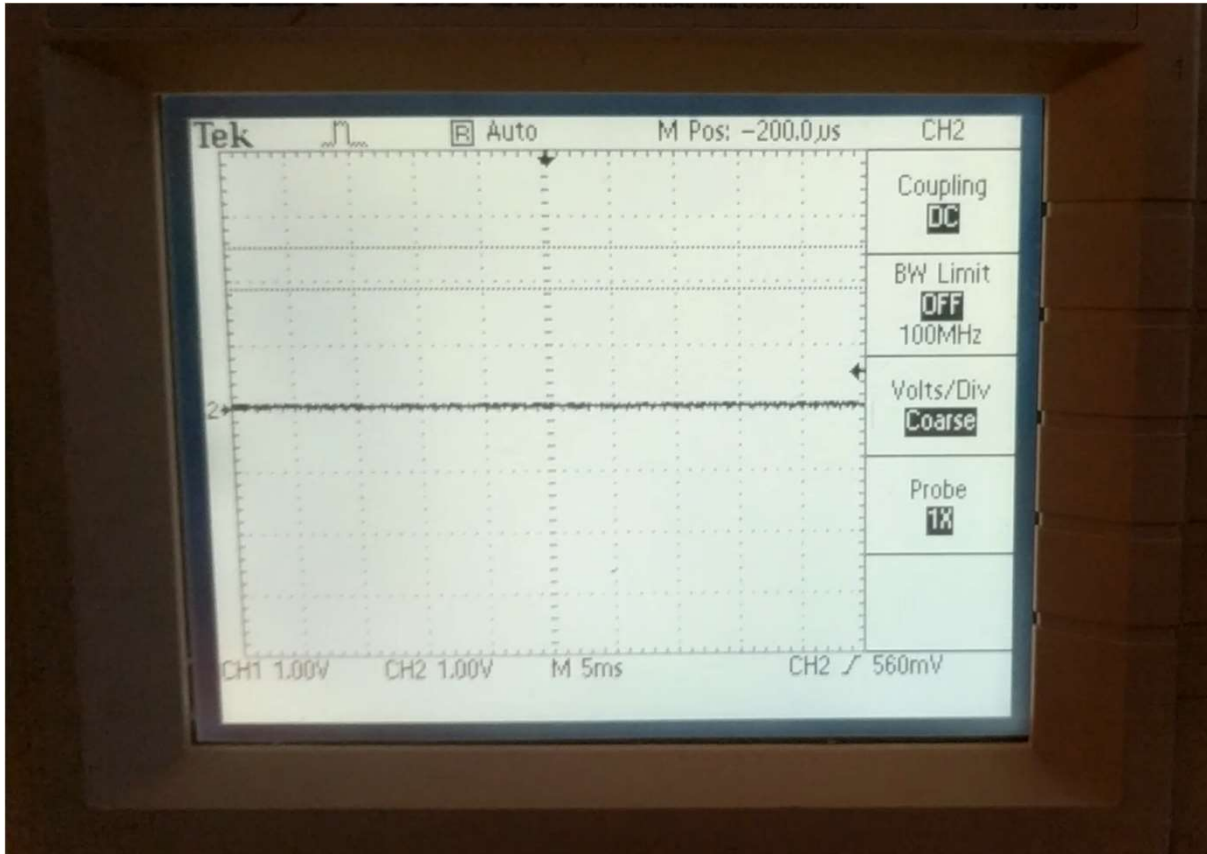 Tek R Auto M Pos: -200.0µs CH2
Coupling
DC
BW Limit
OFF
100MHz
2
Volts/Div
Coarse
Probe
1X
CH1 1.00V CH2 1.00V M 5ms CH2 560mV